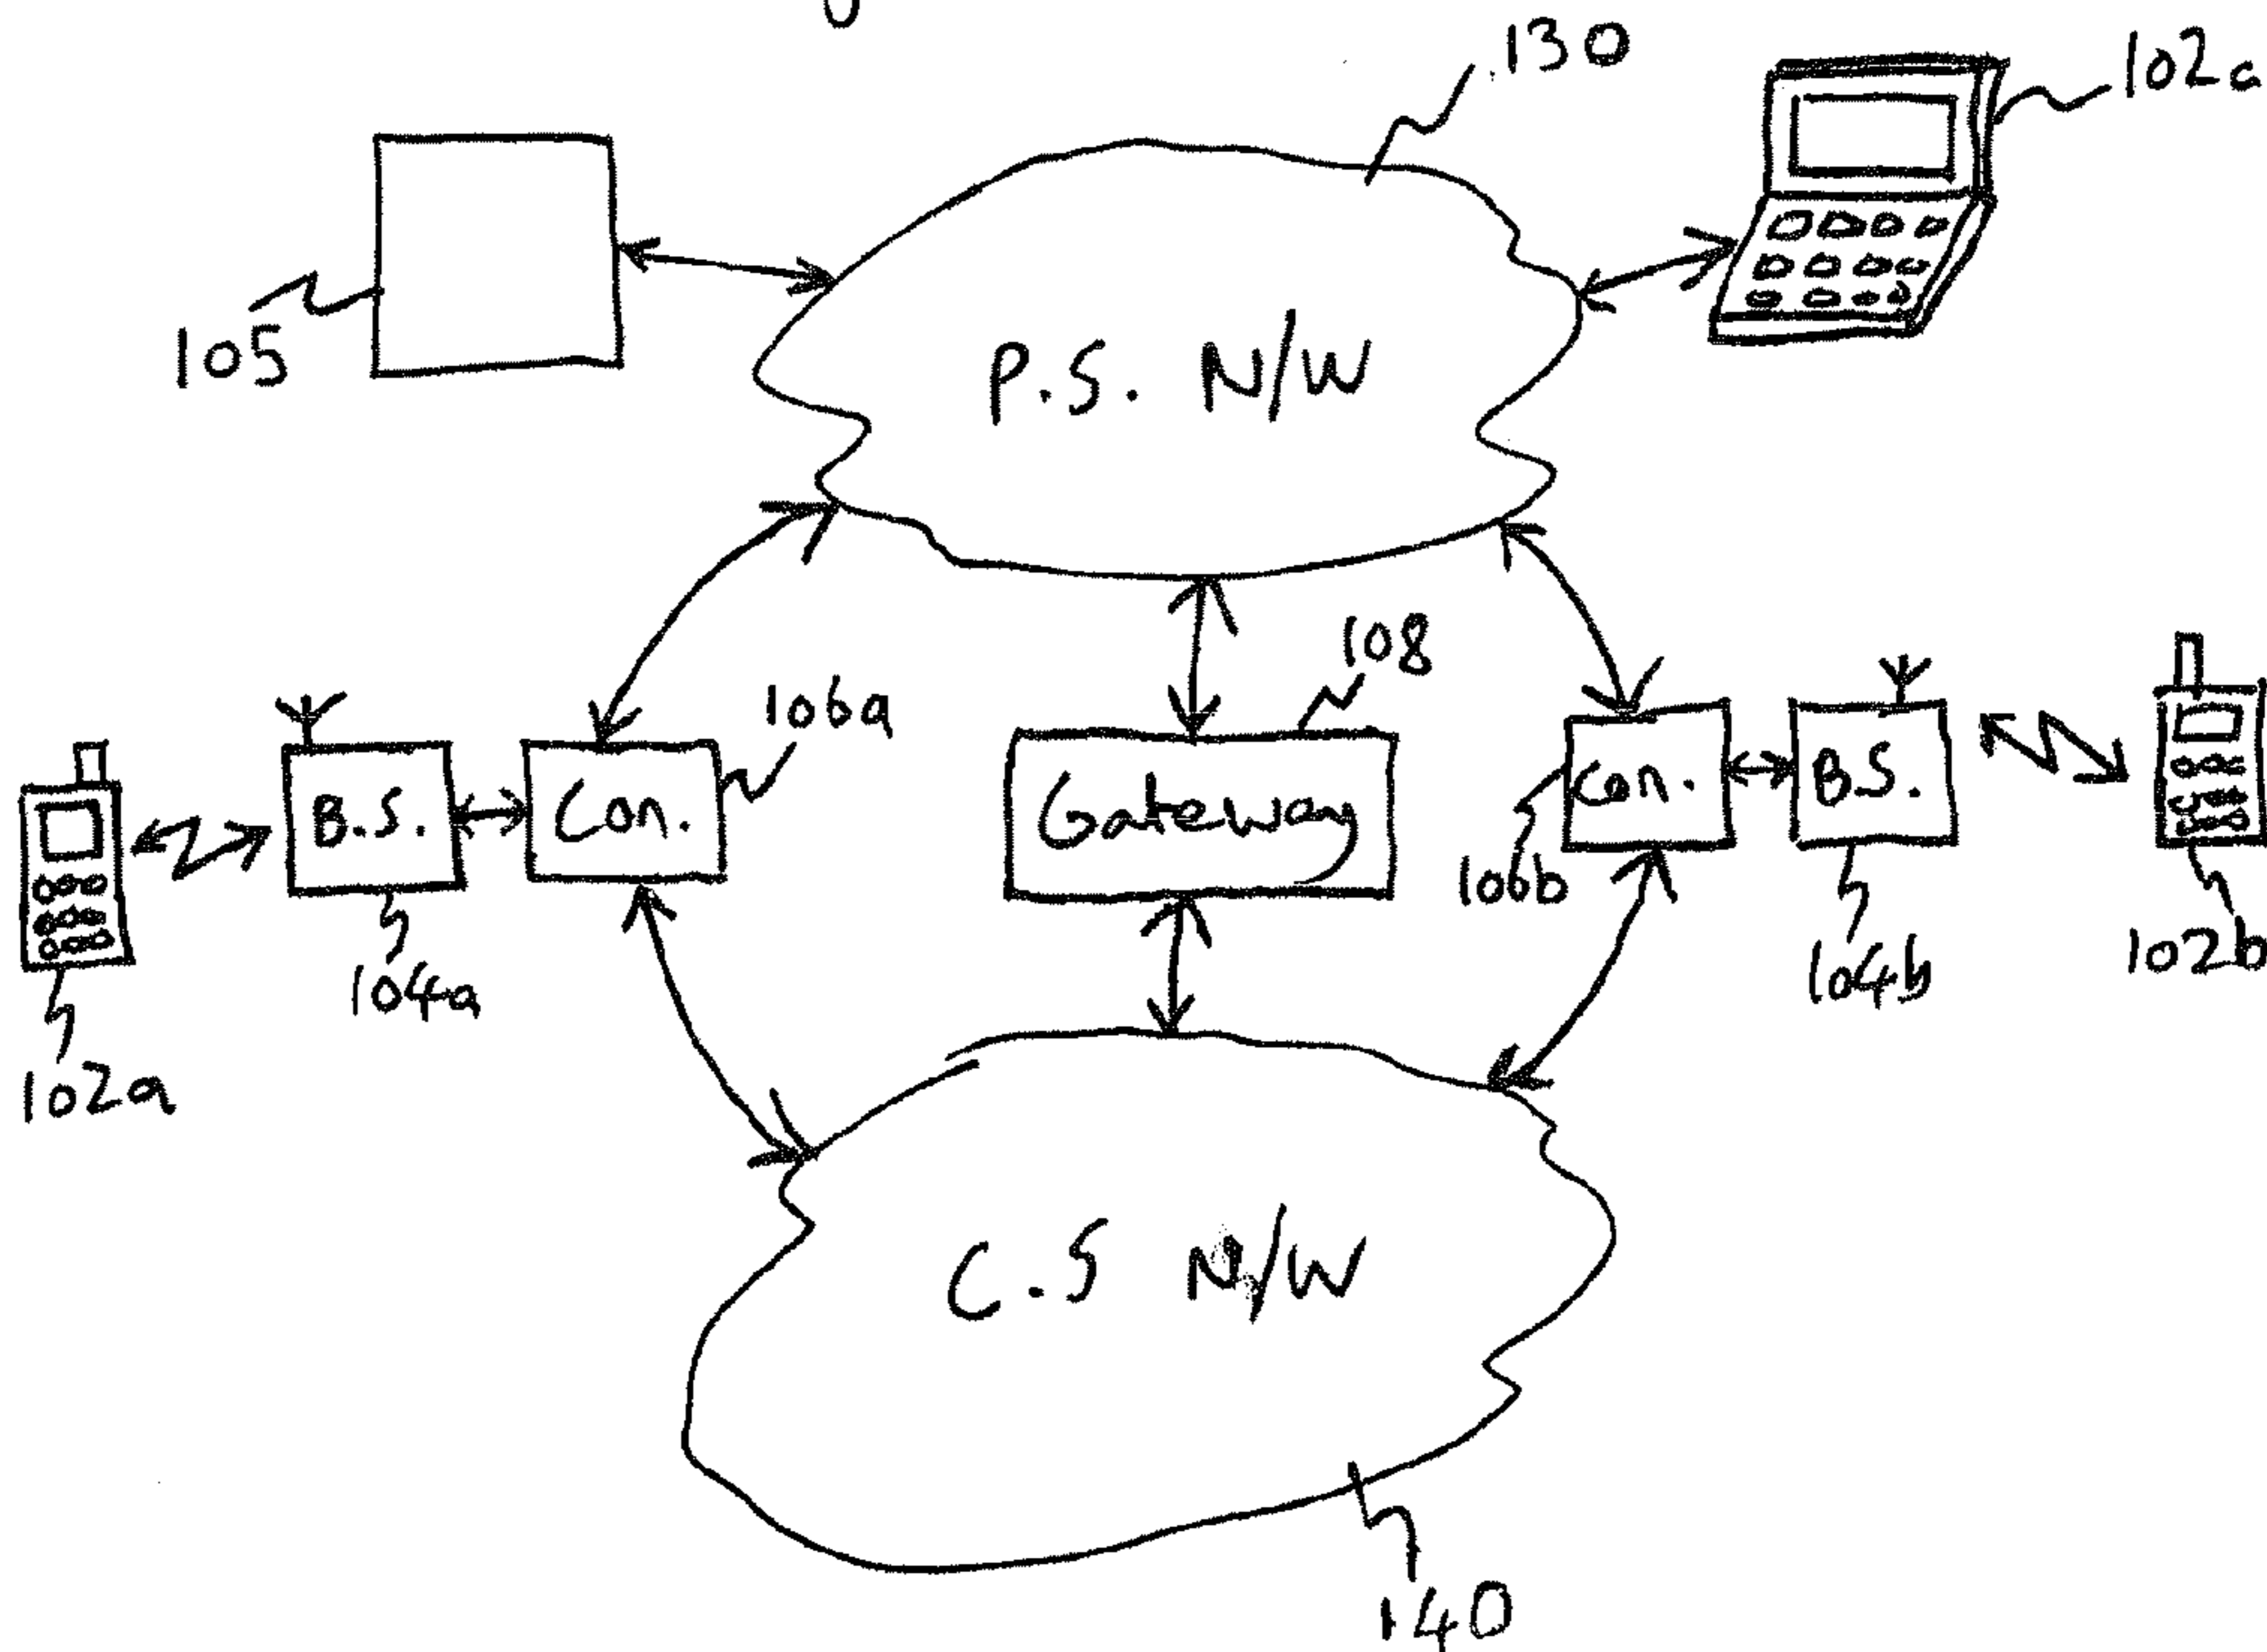 130
102a
105
P.S. N/W
108
106a
B.S.
Con.
Gateway
Con.
B.S.
106b
104a
104b
102b
102a
C.S N/W
140